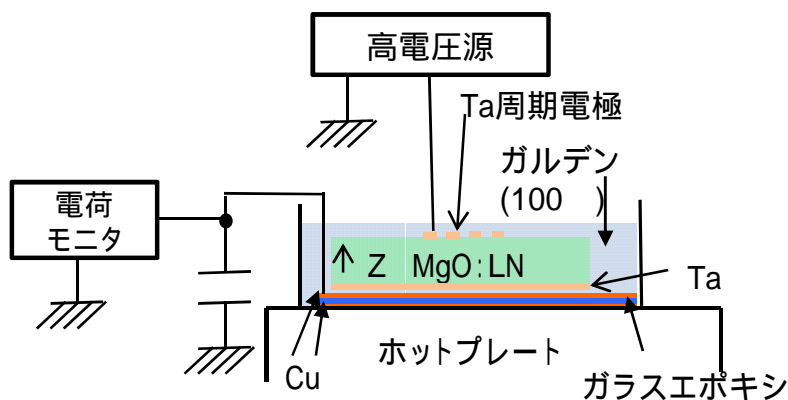 高電圧源
Ta周期電極
ガルデン
(100　)
電荷
モニタ
Z MgO:LN
Ta
Cu
ホットプレート
ガラスエポキシ